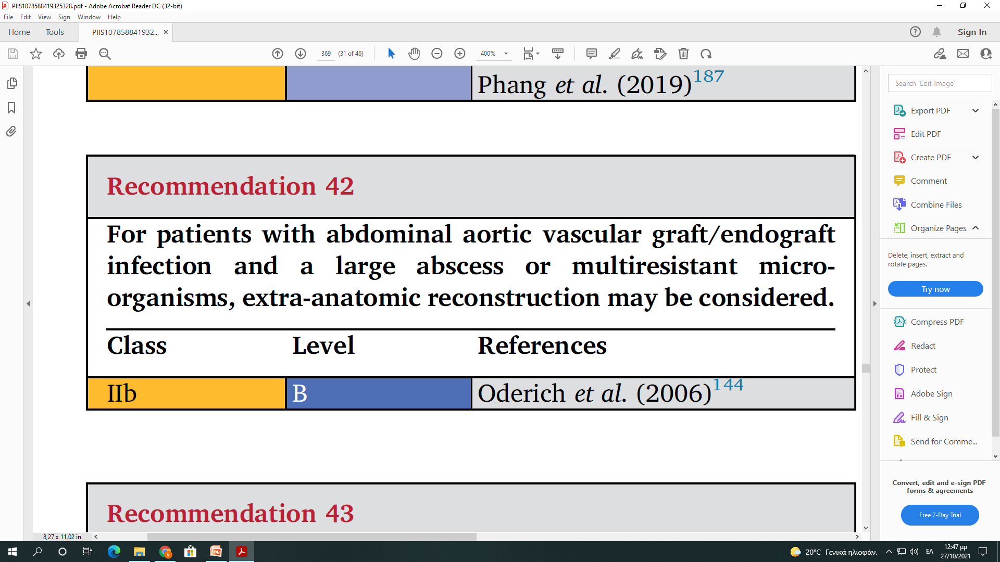 PIIS1078588419325328.pdf - Adobe Acrobat Reader DC (32-bit)
File Edit View Sign Window Help
Home Tools PIIS107858841932... ×
Sign In
369 (31 of 46) 400%
Phang et al. (2019)187
Recommendation 42
For patients with abdominal aortic vascular graft/endograft
infection and a large abscess or multiresistant micro-
organisms, extra-anatomic reconstruction may be considered.
Class Level References
IIb B Oderich et al. (2006)144
Recommendation 43
8,27 x 11,02 in
Search 'Edit Image'
Export PDF
Edit PDF
Create PDF
Comment
Combine Files
Organize Pages
Delete, insert, extract and
rotate pages.
Try now
Compress PDF
Redact
Protect
Adobe Sign
Fill & Sign
Send for Comme...
Convert, edit and e-sign PDF
forms & agreements
Free 7-Day Trial
20°C Γενικά ηλιοφάν. ΕΛ 12:47 μμ
27/10/2021